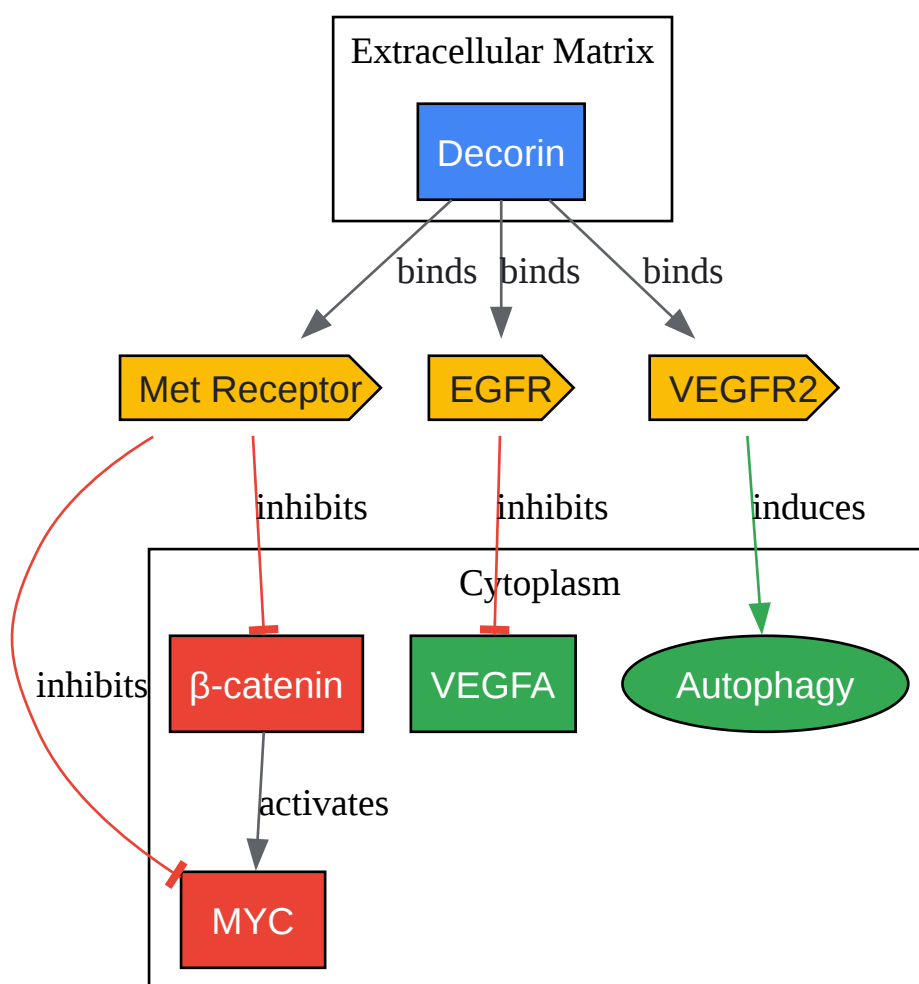 Extracellular Matrix
Decorin
binds
binds
binds
Met Receptor
EGFR
VEGFR2
inhibits
inhibits
induces
Cytoplasm
inhibits
β-catenin
VEGFA
Autophagy
activates
MYC